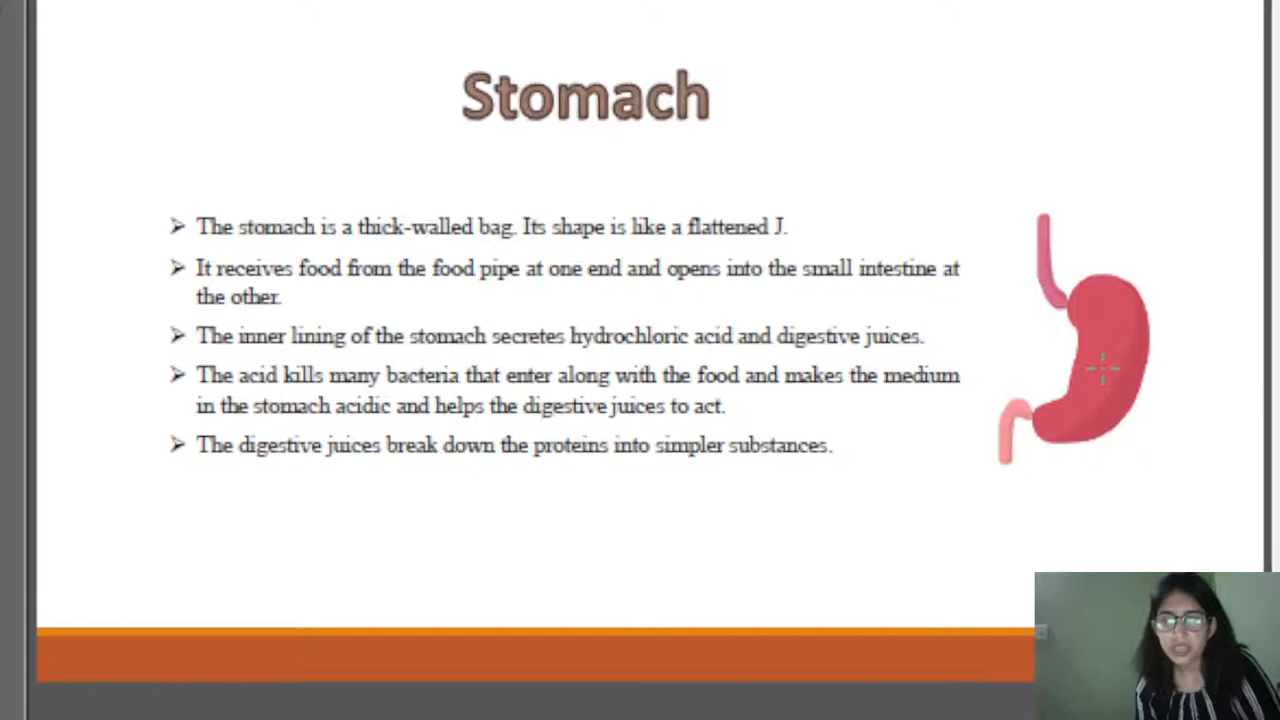 Stomach
➢ The stomach is a thick-walled bag. Its shape is like a flattened J.
➢ It receives food from the food pipe at one end and opens into the small intestine at
the other.
➢ The inner lining of the stomach secretes hydrochloric acid and digestive juices.
➢ The acid kills many bacteria that enter along with the food and makes the medium
in the stomach acidic and helps the digestive juices to act.
➢ The digestive juices break down the proteins into simpler substances.